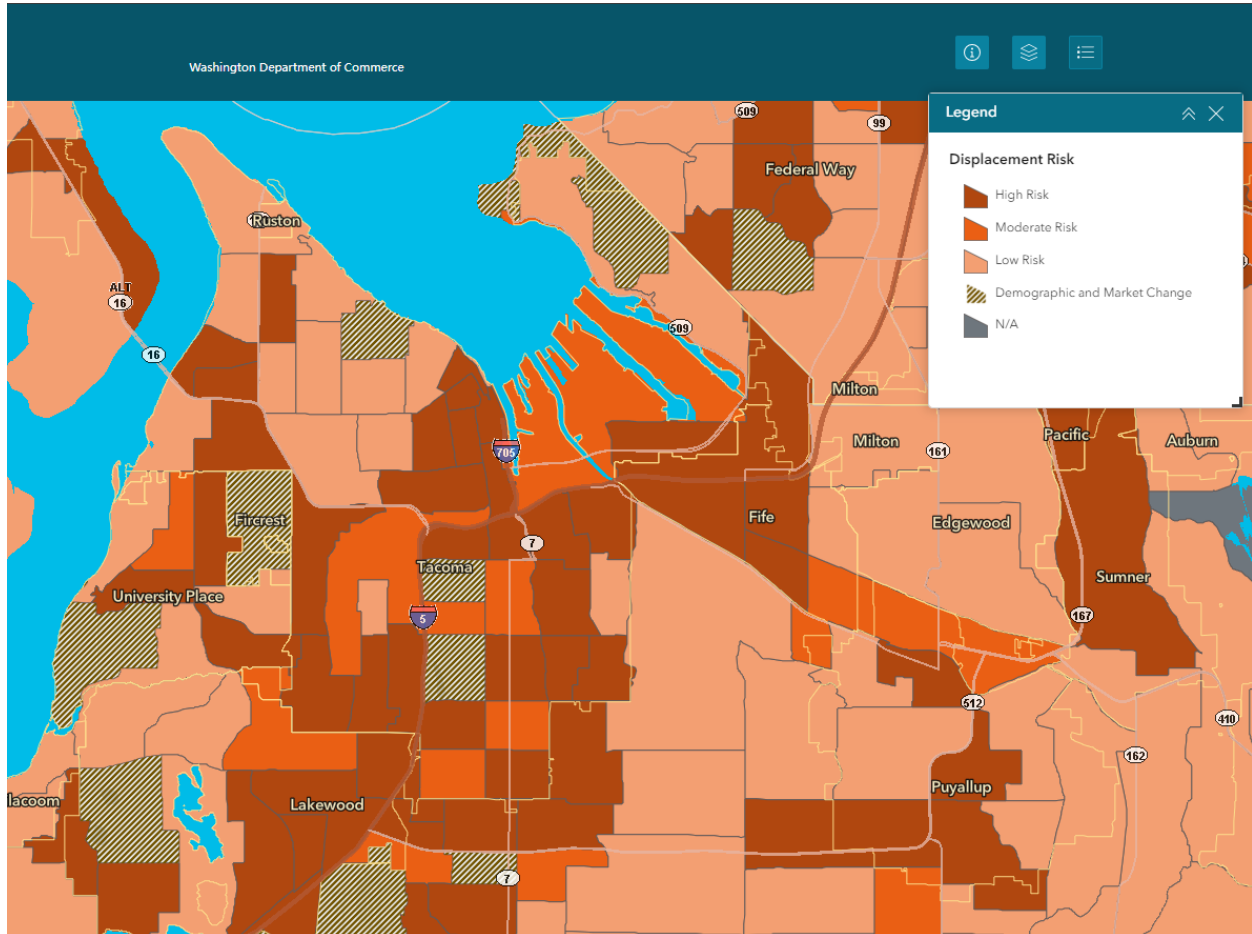 Washington Department of Commerce
Legend
Displacement Risk
High Risk
Moderate Risk
Low Risk
Demographic and Market Change
N/A
509
99
Federal Way
Ruston
ALT
16
16
509
Milton
Milton
Pacific
Auburn
705
161
Fircrest
Fife
Edgewood
7
Tacoma
Sumner
University Place
5
167
512
410
162
Puyallup
lacoom
Lakewood
7